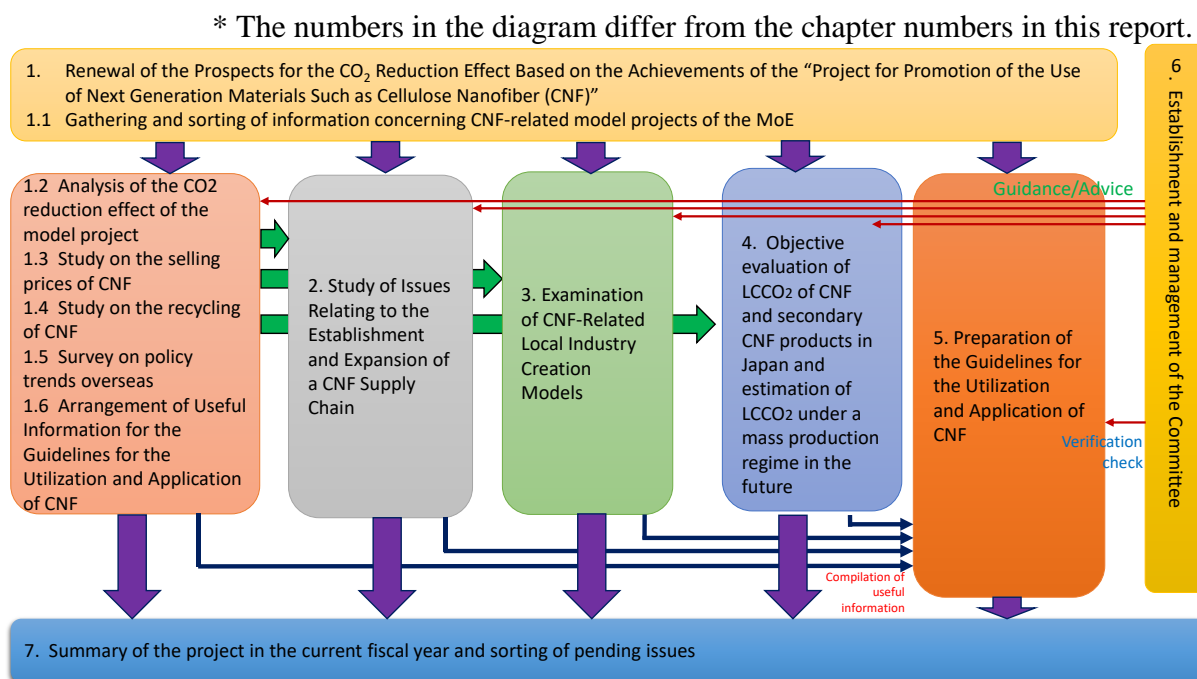 * The numbers in the diagram differ from the chapter numbers in this report.
1. Renewal of the Prospects for the CO2 Reduction Effect Based on the Achievements of the “Project for Promotion of the Use
of Next Generation Materials Such as Cellulose Nanofiber (CNF)”
1.1 Gathering and sorting of information concerning CNF-related model projects of the MoE
1.2 Analysis of the CO2
reduction effect of the
model project
1.3 Study on the selling
prices of CNF
1.4 Study on the recycling
of CNF
1.5 Survey on policy
trends overseas
1.6 Arrangement of Useful
Information for the
Guidelines for the
Utilization and Application
of CNF
2. Study of Issues
Relating to the
Establishment
and Expansion of
a CNF Supply
Chain
3. Examination
of CNF-Related
Local Industry
Creation
Models
4. Objective
evaluation of
LCCO2 of CNF
and secondary
CNF products in
Japan and
estimation of
LCCO2 under a
mass production
regime in the
future
Guidance/Advice
5. Preparation of
the Guidelines for
the Utilization
and Application of
CNF
Verification
check
6. Establishment and management of the Committee
Compilation of
useful
information
7. Summary of the project in the current fiscal year and sorting of pending issues